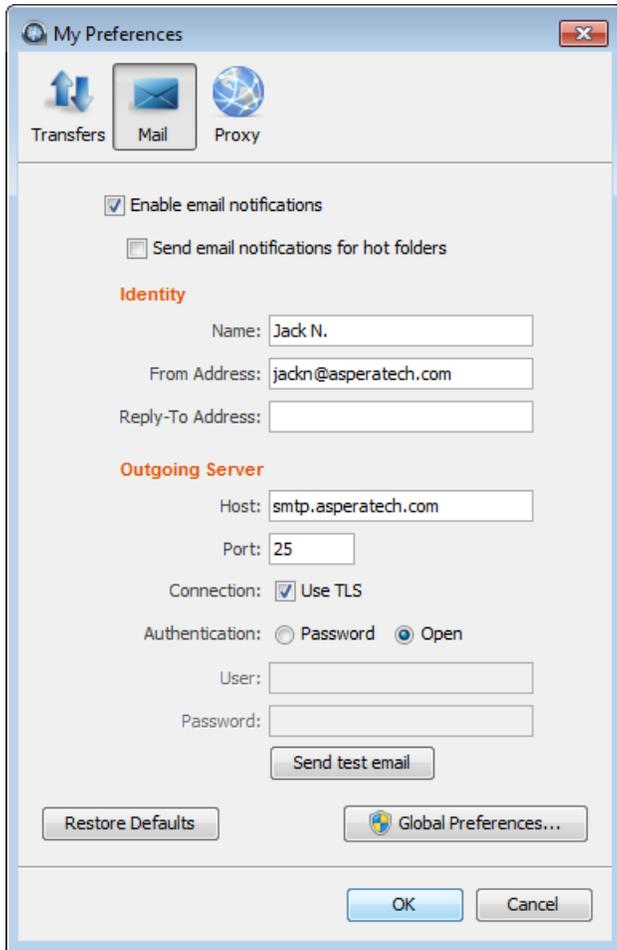 My Preferences
Transfers Mail Proxy
Enable email notifications
Send email notifications for hot folders
Identity
Name: Jack N.
From Address: jackn@asperatech.com
Reply-To Address:
Outgoing Server
Host: smtp.asperatech.com
Port: 25
Connection: Use TLS
Authentication: Password Open
User:
Password:
Send test email
Restore Defaults Global Preferences...
OK Cancel